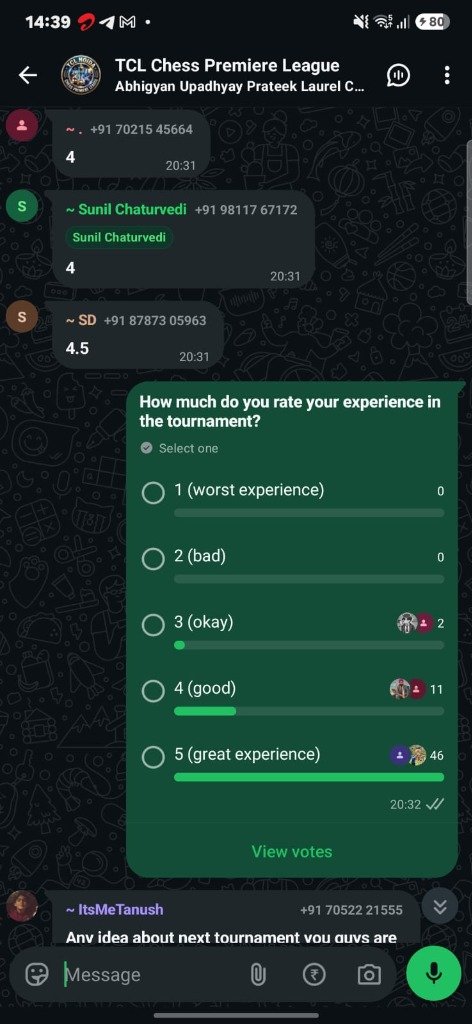 14:39
80
TCL Chess Premiere League
Abhigyan Upadhyay Prateek Laurel C...
~ . +91 70215 45664
4
20:31
S
~ Sunil Chaturvedi +91 98117 67172
Sunil Chaturvedi
4
20:31
S
~ SD +91 87873 05963
4.5
20:31
How much do you rate your experience in
the tournament?
Select one
1 (worst experience) 0
2 (bad) 0
3 (okay) 2
4 (good) 11
5 (great experience) 46
20:32
View votes
~ ItsMeTanush +91 70522 21555
Any idea about next tournament you guys are
Message